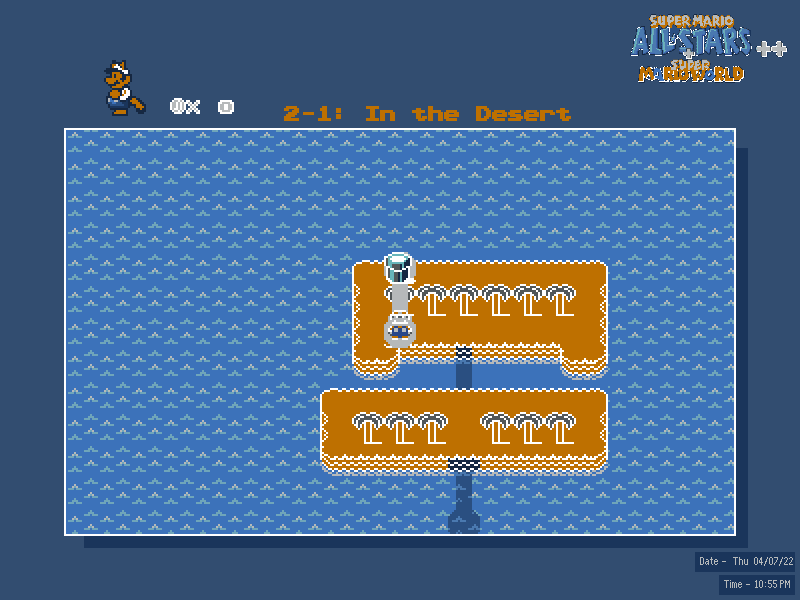 SUPER MARIO
ALL-STARS ++
+
SUPER
MARIO WORLD
0x 0
2-1: In the Desert
Date - Thu 04/07/22
Time - 10:55 PM